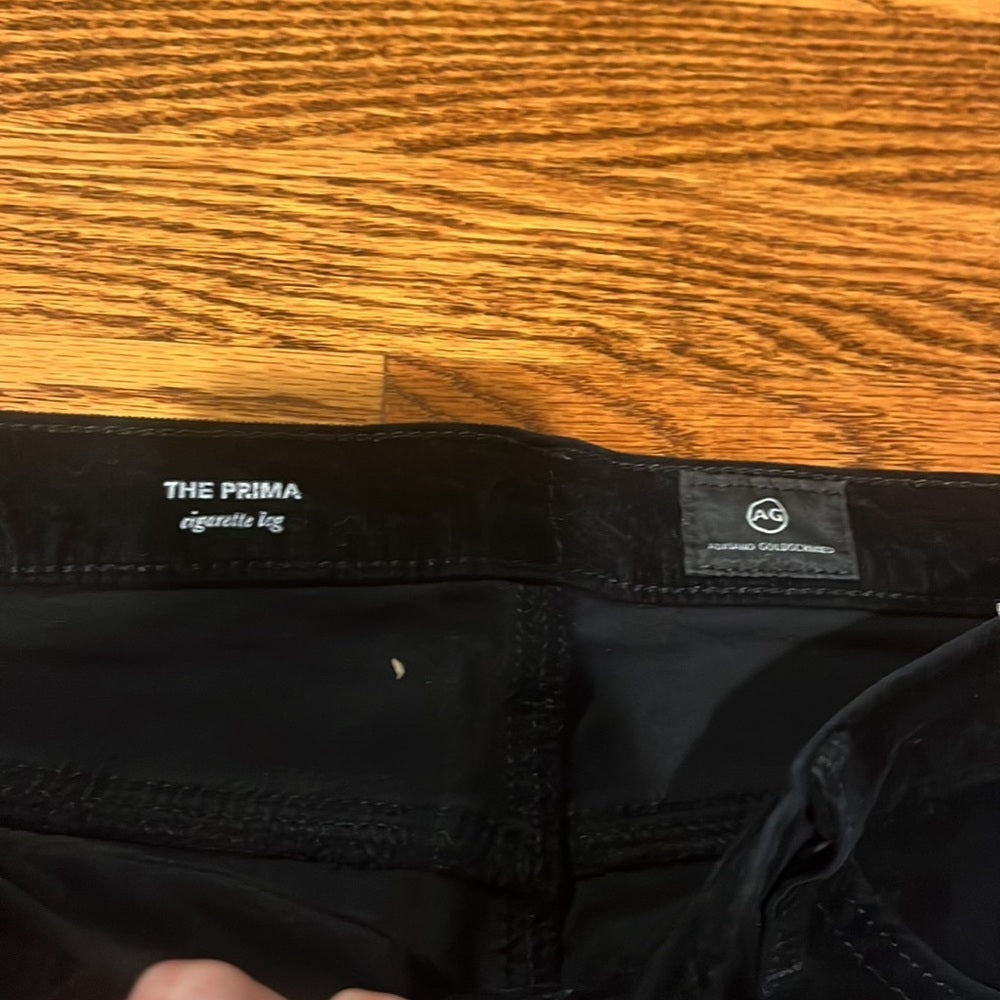 THE PRIMA
cigarette leg
AG
ADRIANO GOLDSCHMIED